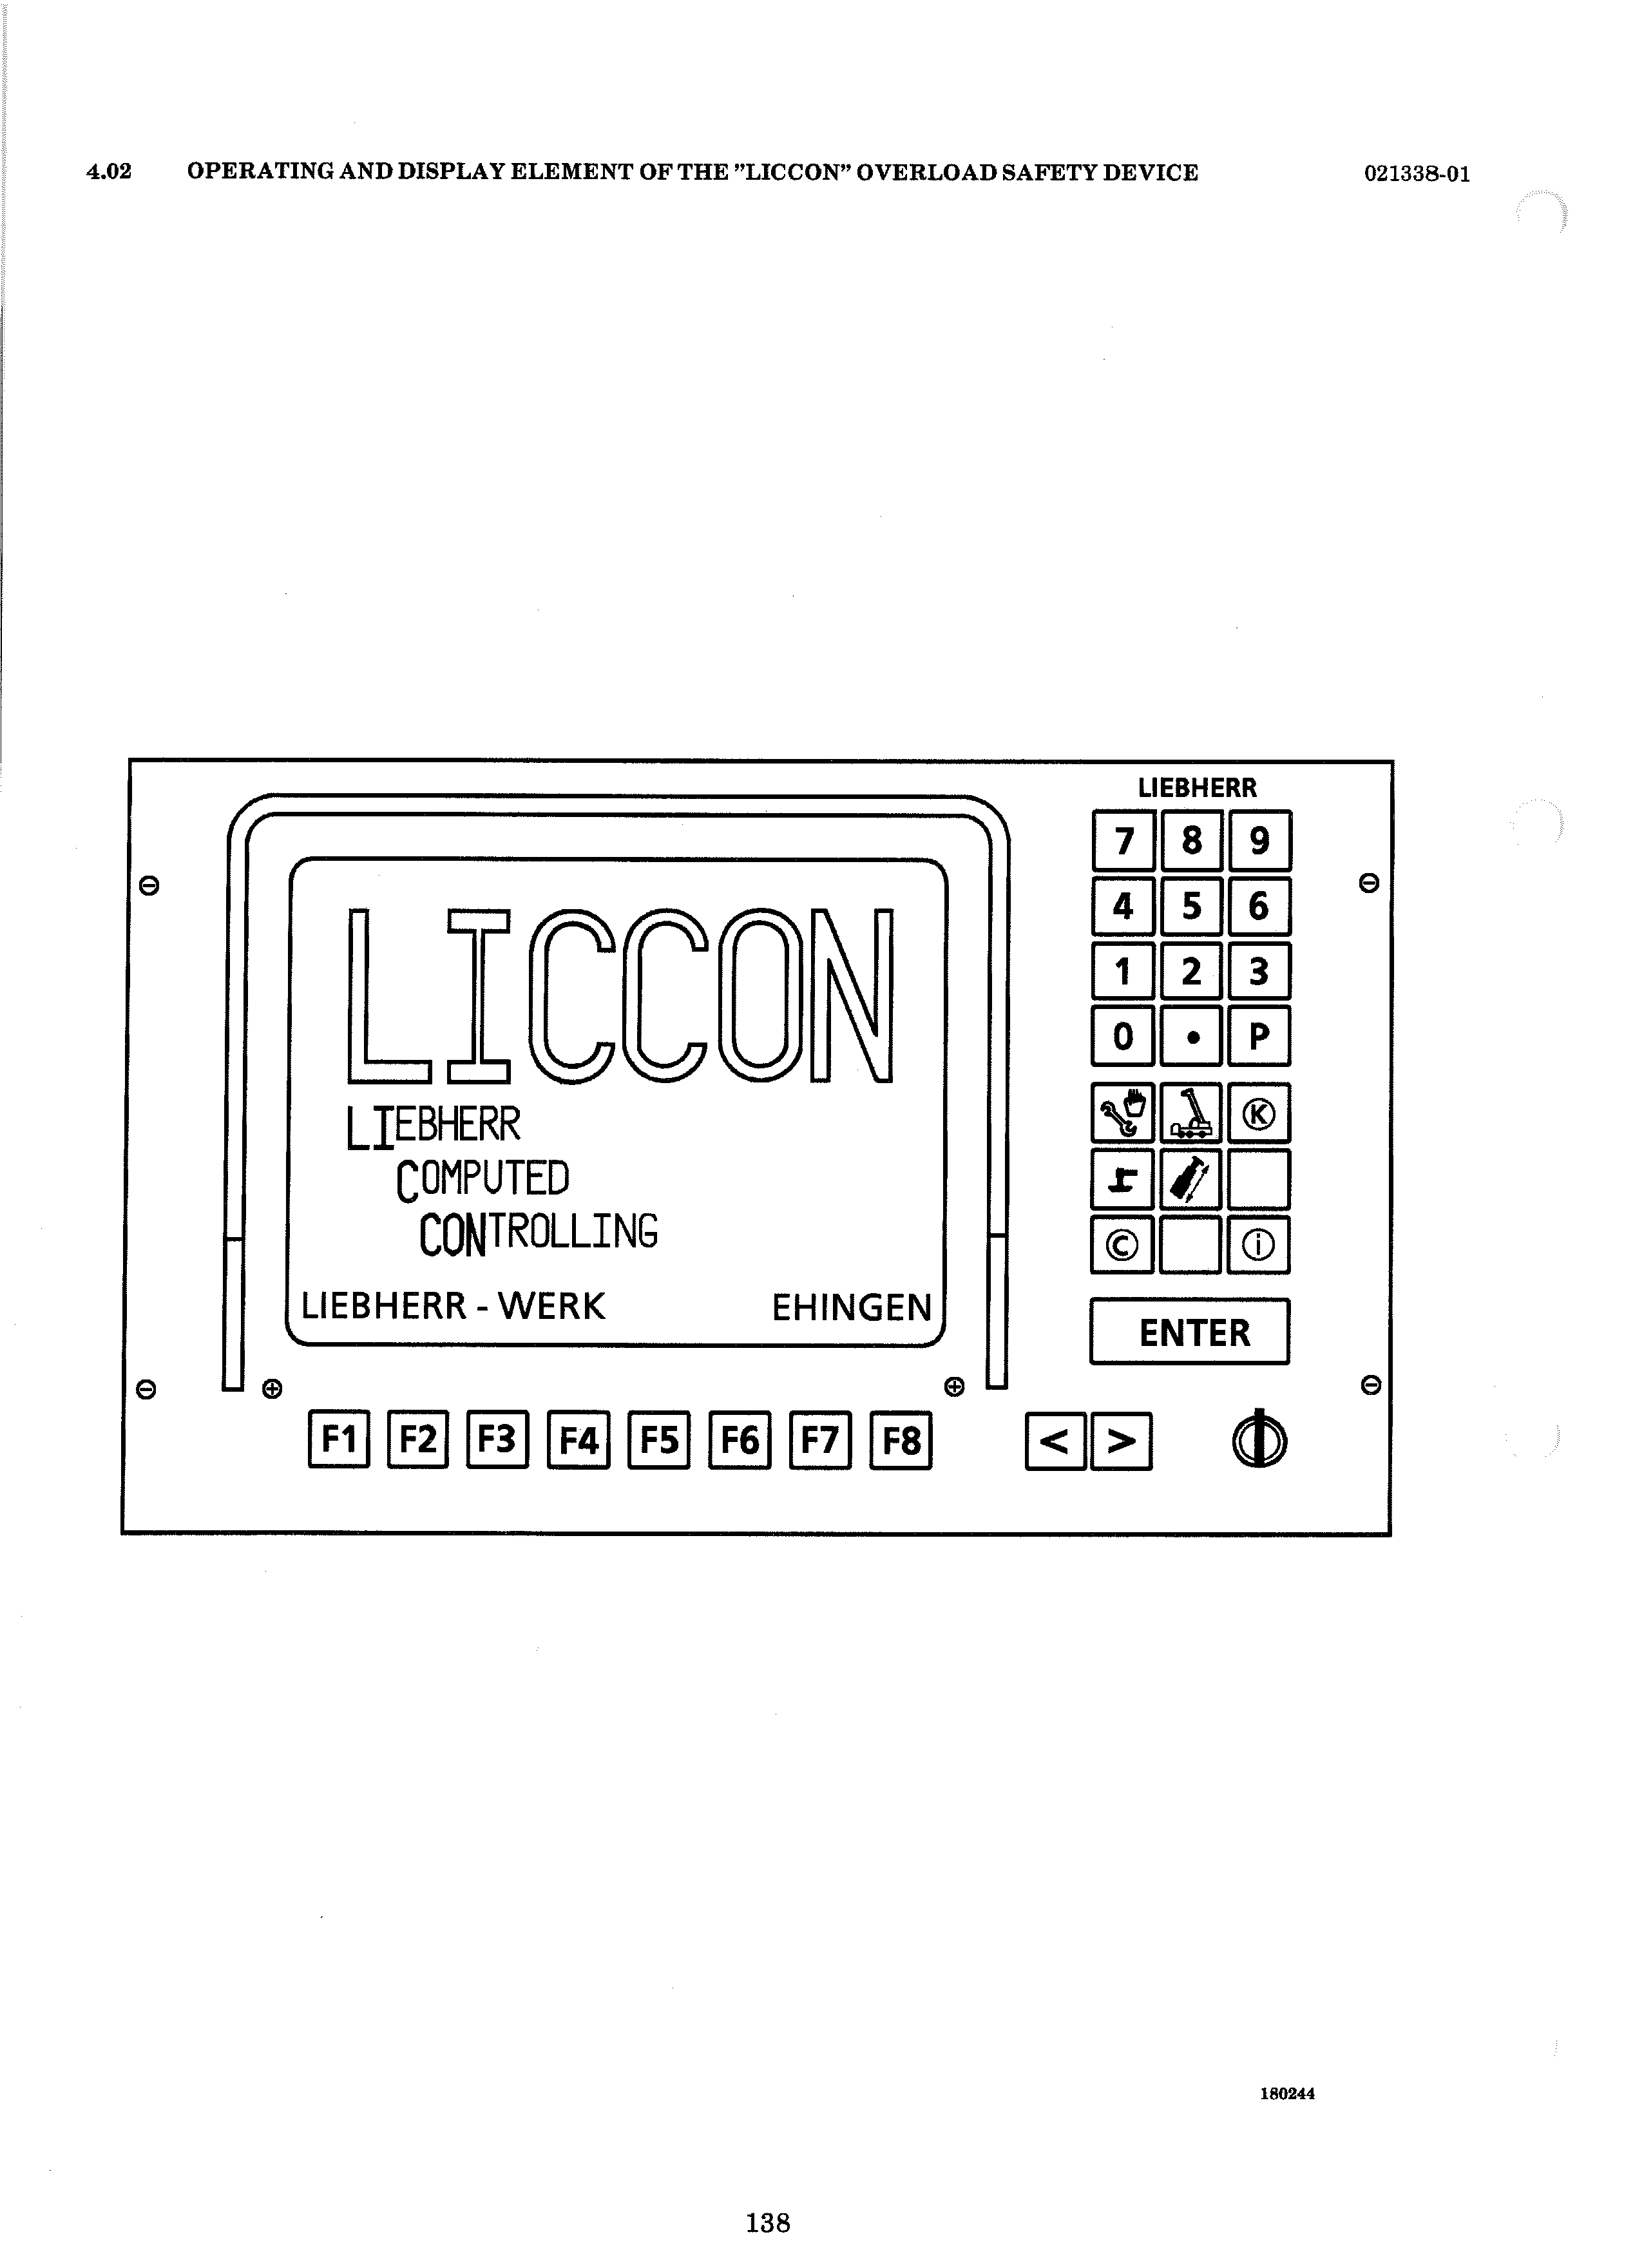 4.02 OPERATING AND DISPLAY ELEMENT OF THE ”LICCON” OVERLOAD SAFETY DEVICE 021338-01
LIEBHERR
7 8 9
4 5 6
1 2 3
0 • P
K
C i
ENTER
LICCON
LIEBHERR
COMPUTED
CONTROLLING
LIEBHERR - WERK EHINGEN
F1 F2 F3 F4 F5 F6 F7 F8 < >
180244
138